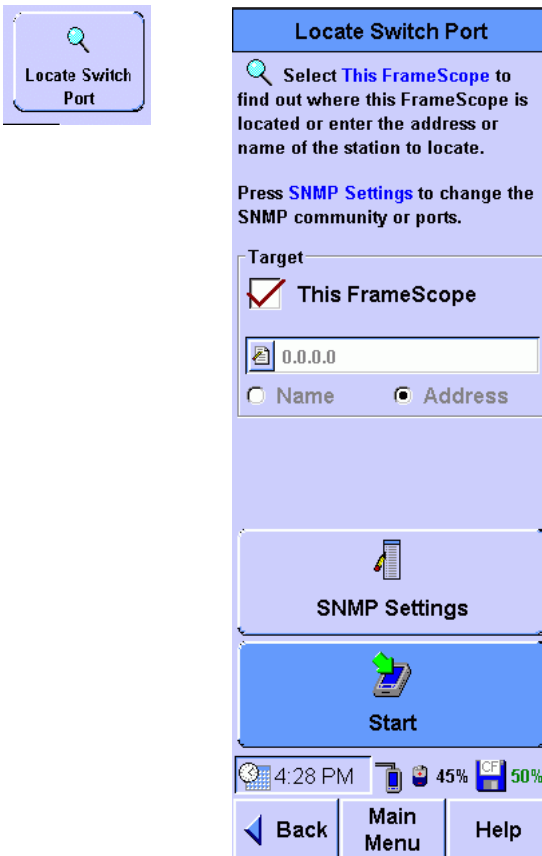 Locate Switch
Port
Locate Switch Port
Select This FrameScope to
find out where this FrameScope is
located or enter the address or
name of the station to locate.
Press SNMP Settings to change the
SNMP community or ports.
Target
This FrameScope
0.0.0.0
Name Address
SNMP Settings
Start
4:28 PM 45% CF 50%
Back Main Menu Help